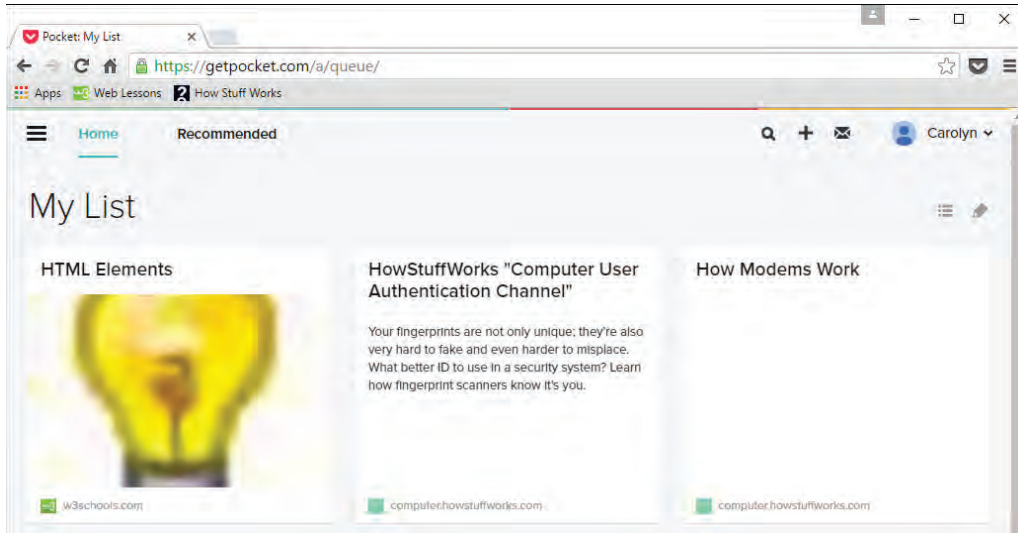 Pocket: My List
https://getpocket.com/a/queue/
Apps Web Lessons How Stuff Works
Home Recommended Carolyn
My List
HTML Elements
w3schools.com
HowStuffWorks "Computer User
Authentication Channel"
Your fingerprints are not only unique; they're also
very hard to fake and even harder to misplace.
What better ID to use in a security system? Learn
how fingerprint scanners know it's you.
computer.howstuffworks.com
How Modems Work
computer.howstuffworks.com